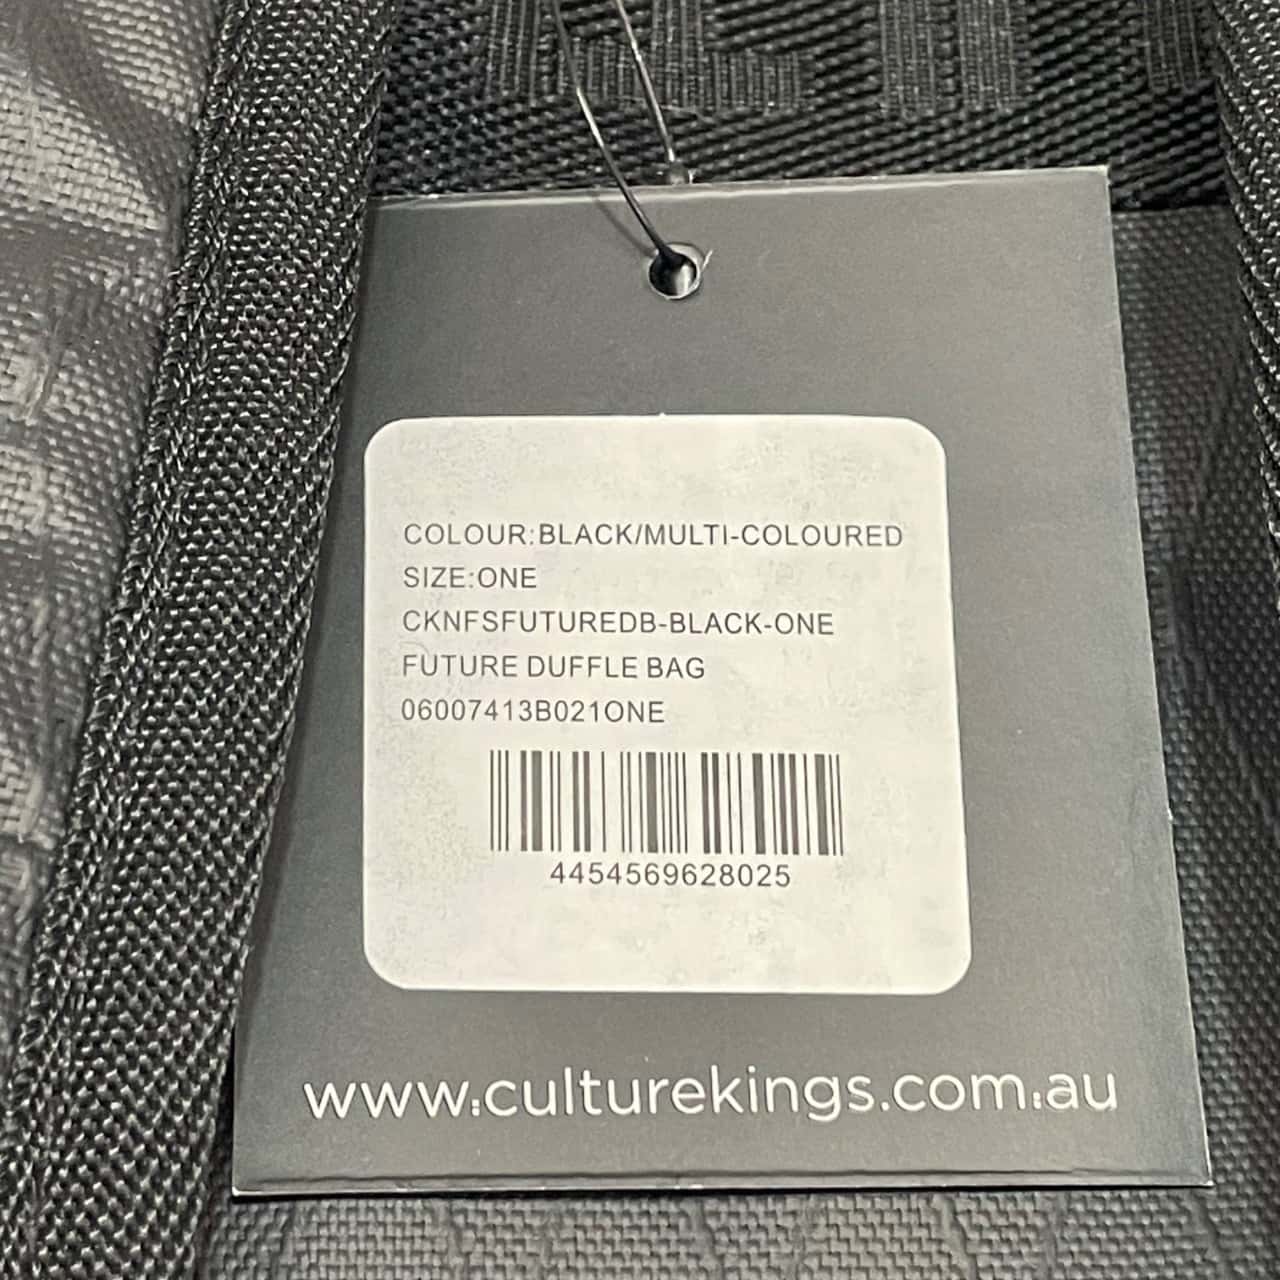 COLOUR:BLACK/MULTI-COLOURED
SIZE:ONE
CKNFSFUTUREDB-BLACK-ONE
FUTURE DUFFLE BAG
06007413B021ONE
4454569628025
www.culturekings.com.au